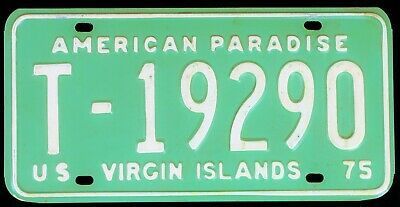 AMERICAN PARADISE
T-19290
US VIRGIN ISLANDS 75